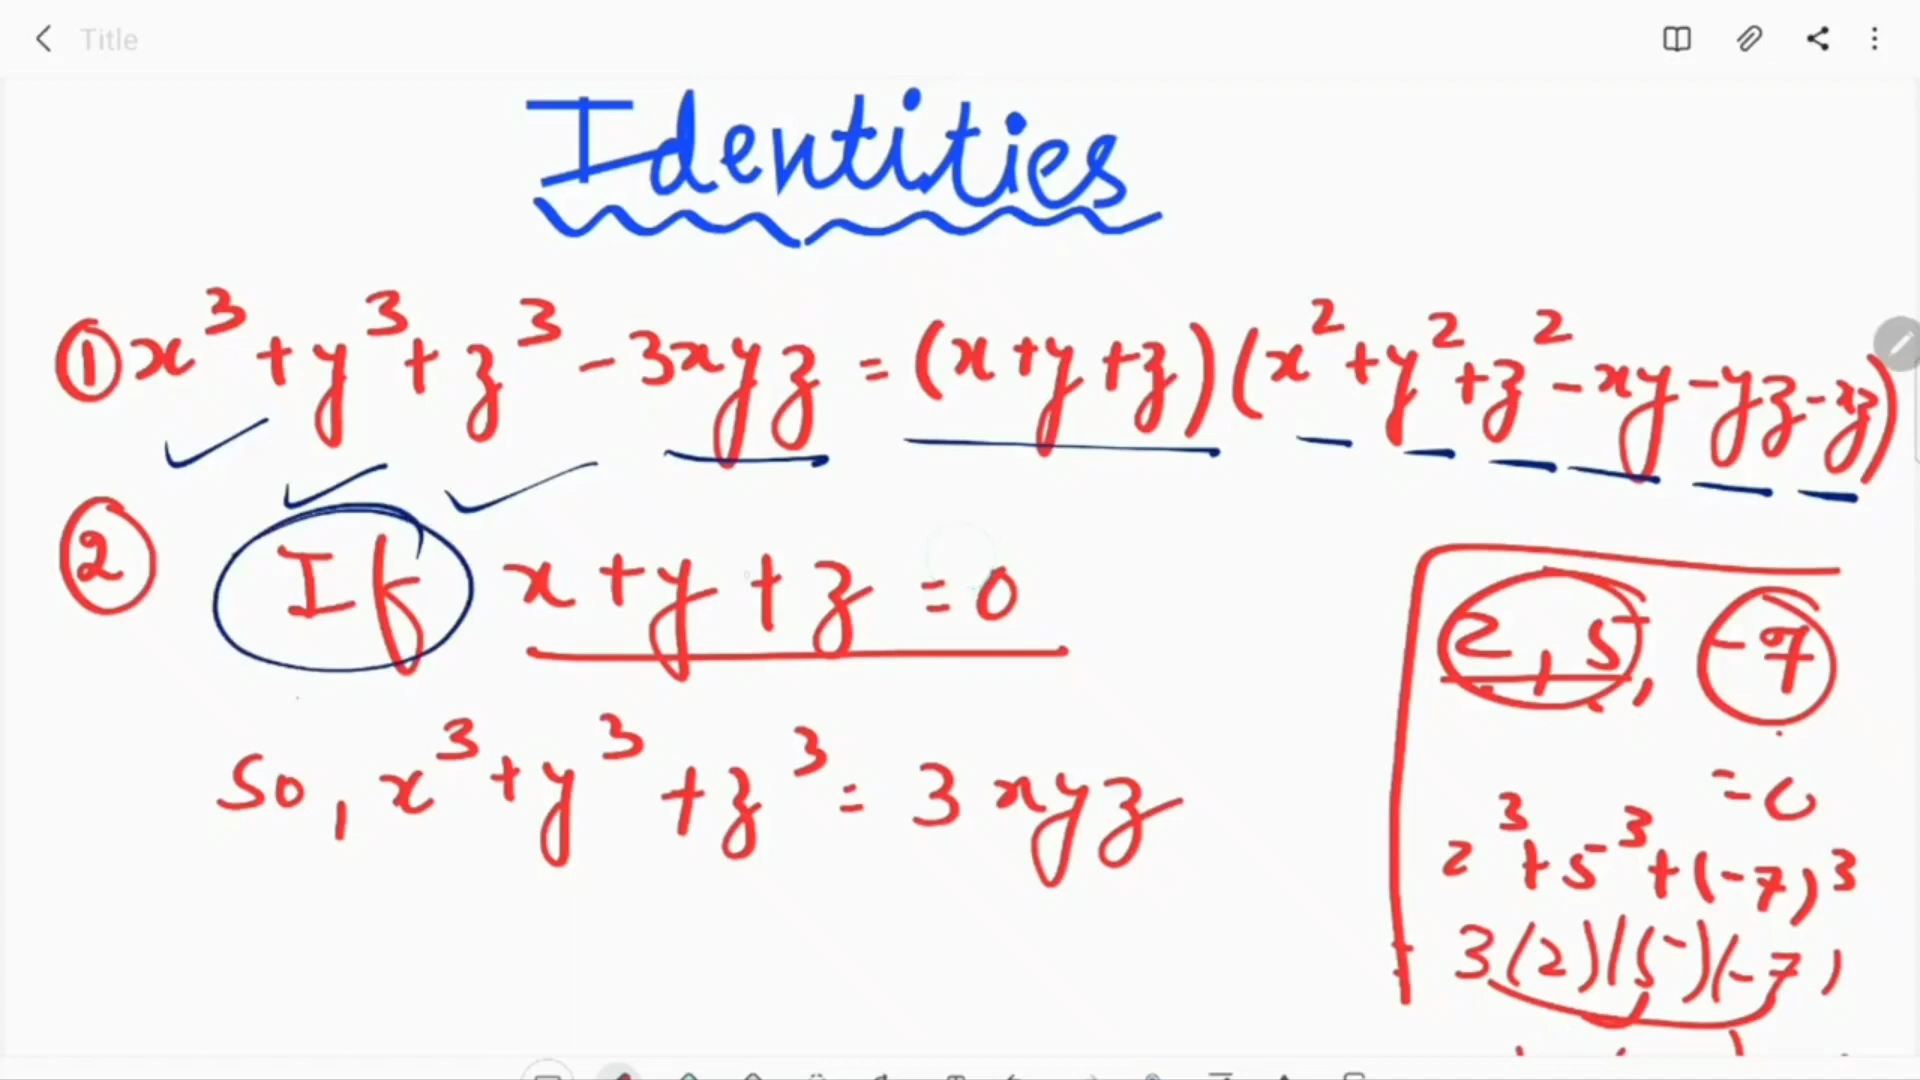 Title
Identities
① x³ + y³ + z³ - 3xyz = (x + y + z) (x² + y² + z² - xy - yz - xz)
② If x + y + z = 0
So, x³ + y³ + z³ = 3xyz
2, 5, -7
= 0
2³ + 5³ + (-7)³
= 3(2)(5)(-7)